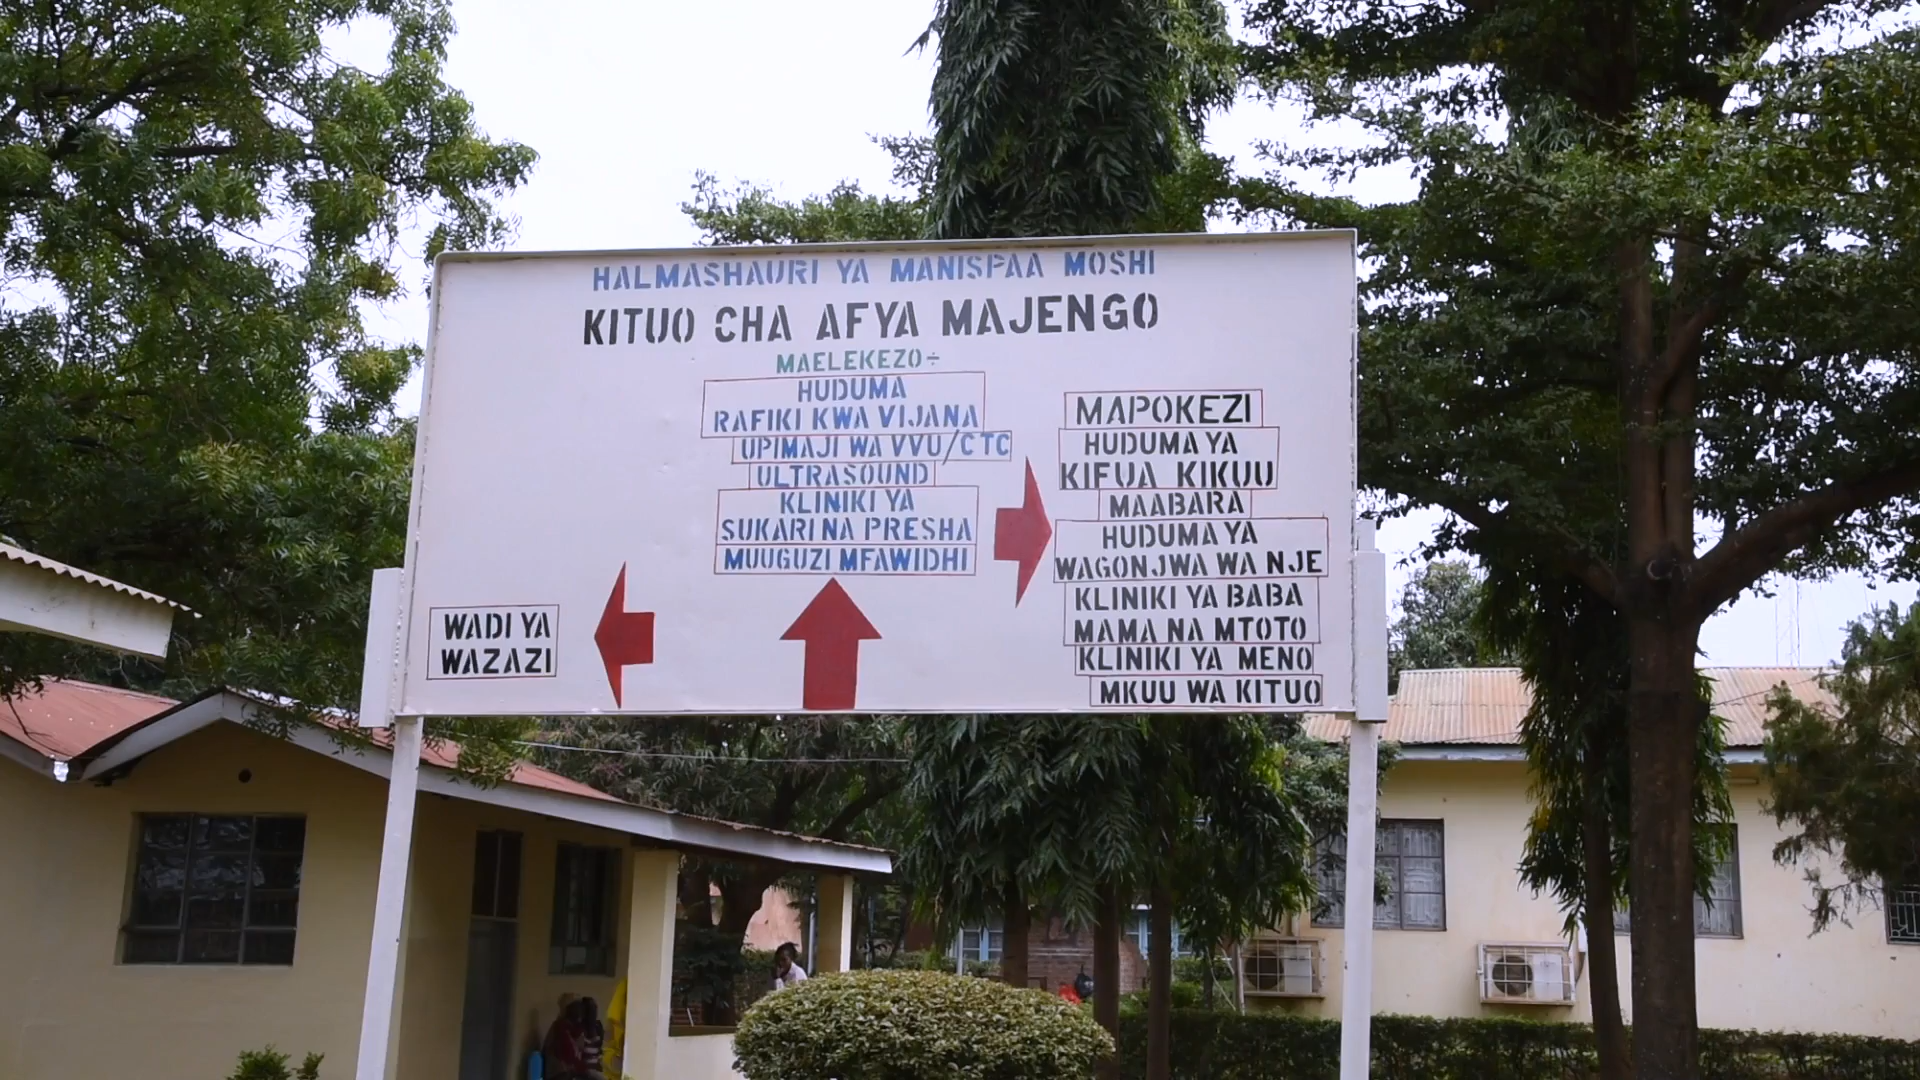 HALMASHAURI YA MANISPAA MOSHI
KITUO CHA AFYA MAJENGO
MAELEKEZO÷
HUDUMA
RAFIKI KWA VIJANA
UPIMAJI WA VVU/CTC
ULTRASOUND
KLINIKI YA
SUKARI NA PRESHA
MUUGUZI MFAWIDHI
WADI YA
WAZAZI
MAPOKEZI
HUDUMA YA
KIFUA KIKUU
MAABARA
HUDUMA YA
WAGONJWA WA NJE
KLINIKI YA BABA
MAMA NA MTOTO
KLINIKI YA MENO
MKUU WA KITUO